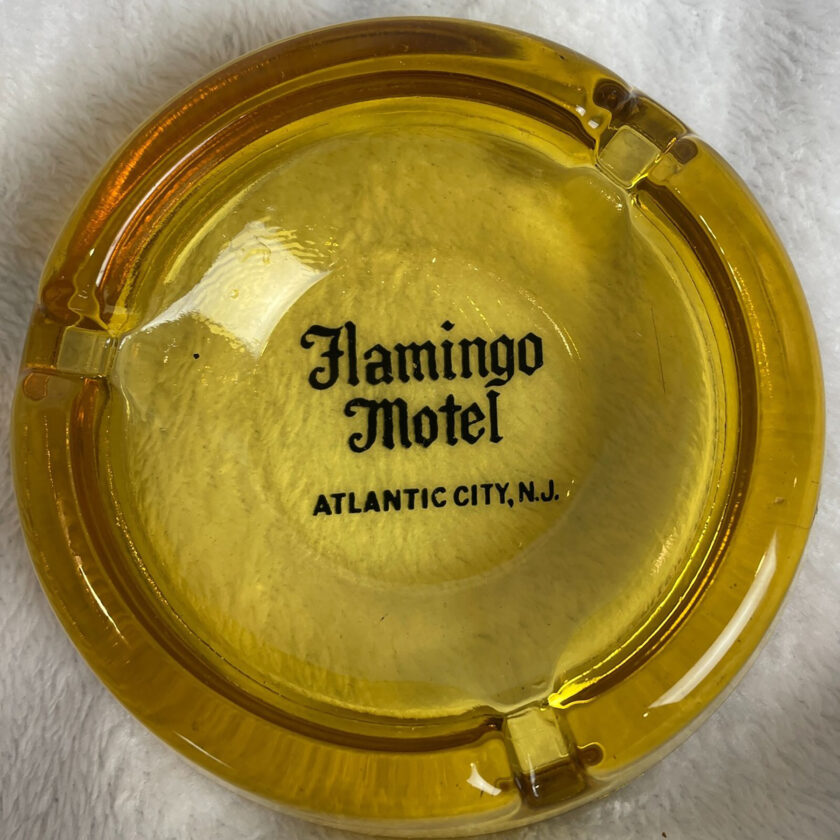 Flamingo
Motel
ATLANTIC CITY, N.J.